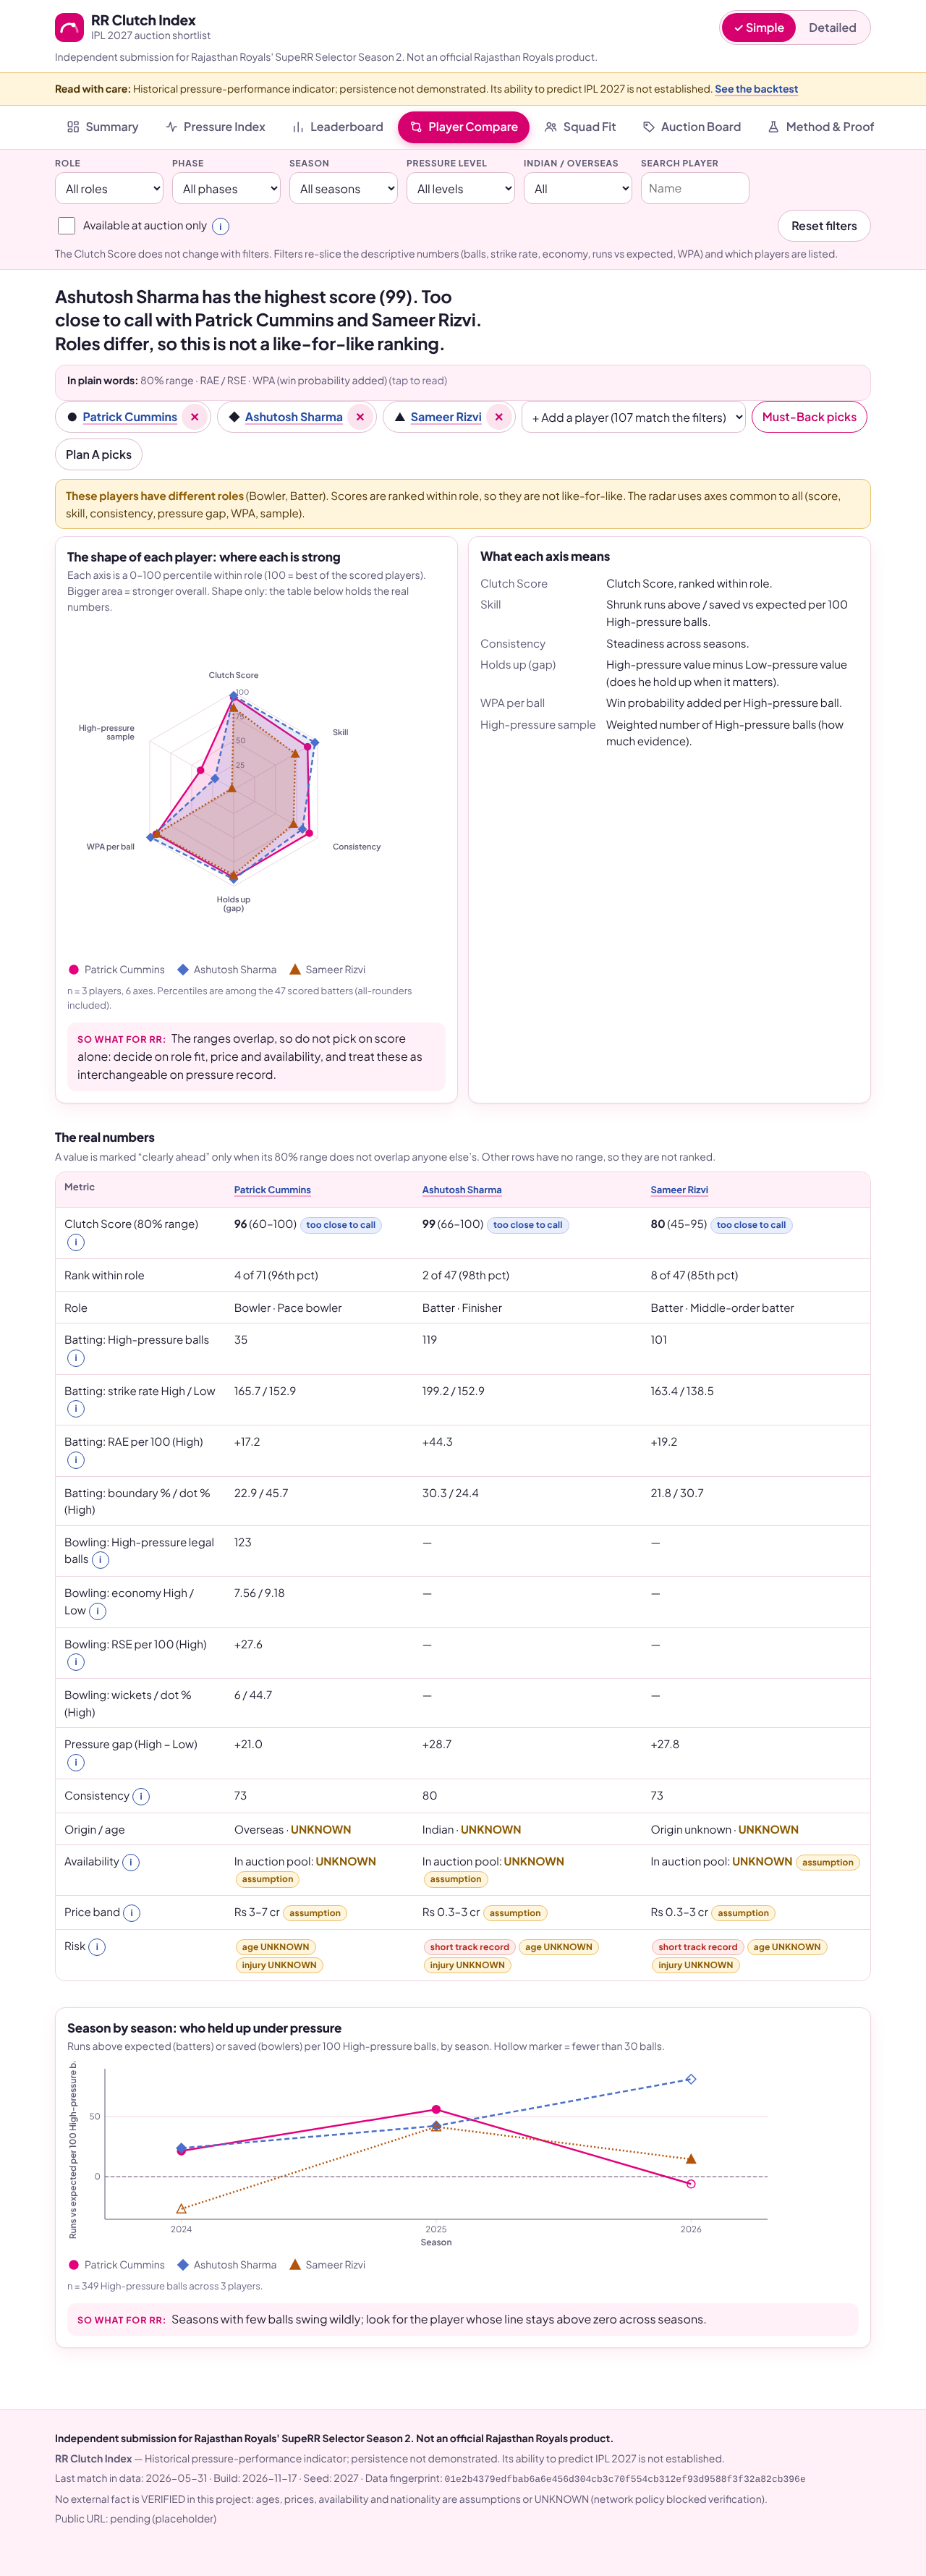 RR Clutch Index
IPL 2027 auction shortlist
✓ Simple
Detailed
Independent submission for Rajasthan Royals' SupeRR Selector Season 2. Not an official Rajasthan Royals product.
Read with care: Historical pressure-performance indicator; persistence not demonstrated. Its ability to predict IPL 2027 is not established. See the backtest
Summary
Pressure Index
Leaderboard
Player Compare
Squad Fit
Auction Board
Method & Proof
ROLE
PHASE
SEASON
PRESSURE LEVEL
INDIAN / OVERSEAS
SEARCH PLAYER
All roles
All phases
All seasons
All levels
All
Name
Available at auction only i
Reset filters
The Clutch Score does not change with filters. Filters re-slice the descriptive numbers (balls, strike rate, economy, runs vs expected, WPA) and which players are listed.
Ashutosh Sharma has the highest score (99). Too
close to call with Patrick Cummins and Sameer Rizvi.
Roles differ, so this is not a like-for-like ranking.
In plain words: 80% range · RAE / RSE · WPA (win probability added) (tap to read)
Patrick Cummins ✕
Ashutosh Sharma ✕
Sameer Rizvi ✕
+ Add a player (107 match the filters)
Must-Back picks
Plan A picks
These players have different roles (Bowler, Batter). Scores are ranked within role, so they are not like-for-like. The radar uses axes common to all (score,
skill, consistency, pressure gap, WPA, sample).
The shape of each player: where each is strong
Each axis is a 0–100 percentile within role (100 = best of the scored players).
Bigger area = stronger overall. Shape only: the table below holds the real
numbers.
Clutch Score
100
High-pressure
sample
Skill
50
25
WPA per ball
Consistency
Holds up
(gap)
Patrick Cummins
Ashutosh Sharma
Sameer Rizvi
n = 3 players, 6 axes. Percentiles are among the 47 scored batters (all-rounders
included).
SO WHAT FOR RR: The ranges overlap, so do not pick on score
alone: decide on role fit, price and availability, and treat these as
interchangeable on pressure record.
What each axis means
Clutch Score Clutch Score, ranked within role.
Skill Shrunk runs above / saved vs expected per 100
High-pressure balls.
Consistency Steadiness across seasons.
Holds up (gap) High-pressure value minus Low-pressure value
(does he hold up when it matters).
WPA per ball Win probability added per High-pressure ball.
High-pressure sample Weighted number of High-pressure balls (how
much evidence).
The real numbers
A value is marked “clearly ahead” only when its 80% range does not overlap anyone else’s. Other rows have no range, so they are not ranked.
Metric Patrick Cummins Ashutosh Sharma Sameer Rizvi
Clutch Score (80% range) i 96 (60–100) too close to call 99 (66–100) too close to call 80 (45–95) too close to call
Rank within role 4 of 71 (96th pct) 2 of 47 (98th pct) 8 of 47 (85th pct)
Role Bowler · Pace bowler Batter · Finisher Batter · Middle-order batter
Batting: High-pressure balls i 35 119 101
Batting: strike rate High / Low i 165.7 / 152.9 199.2 / 152.9 163.4 / 138.5
Batting: RAE per 100 (High) i +17.2 +44.3 +19.2
Batting: boundary % / dot % (High) 22.9 / 45.7 30.3 / 24.4 21.8 / 30.7
Bowling: High-pressure legal balls i 123 — —
Bowling: economy High / Low i 7.56 / 9.18 — —
Bowling: RSE per 100 (High) i +27.6 — —
Bowling: wickets / dot % (High) 6 / 44.7 — —
Pressure gap (High − Low) i +21.0 +28.7 +27.8
Consistency i 73 80 73
Origin / age Overseas · UNKNOWN Indian · UNKNOWN Origin unknown · UNKNOWN
Availability i In auction pool: UNKNOWN assumption In auction pool: UNKNOWN assumption In auction pool: UNKNOWN assumption
Price band i Rs 3–7 cr assumption Rs 0.3–3 cr assumption Rs 0.3–3 cr assumption
Risk i age UNKNOWN injury UNKNOWN short track record age UNKNOWN injury UNKNOWN short track record age UNKNOWN injury UNKNOWN
Season by season: who held up under pressure
Runs above expected (batters) or saved (bowlers) per 100 High-pressure balls, by season. Hollow marker = fewer than 30 balls.
Runs vs expected per 100 High-pressure b.
50
0
2024
2025
2026
Season
Patrick Cummins
Ashutosh Sharma
Sameer Rizvi
n = 349 High-pressure balls across 3 players.
SO WHAT FOR RR: Seasons with few balls swing wildly; look for the player whose line stays above zero across seasons.
Independent submission for Rajasthan Royals' SupeRR Selector Season 2. Not an official Rajasthan Royals product.
RR Clutch Index — Historical pressure-performance indicator; persistence not demonstrated. Its ability to predict IPL 2027 is not established.
Last match in data: 2026-05-31 · Build: 2026-11-17 · Seed: 2027 · Data fingerprint: 01e2b4379edfbab6a6e456d304cb3c70f554cb312ef93d9588f3f32a82cb396e
No external fact is VERIFIED in this project: ages, prices, availability and nationality are assumptions or UNKNOWN (network policy blocked verification).
Public URL: pending (placeholder)